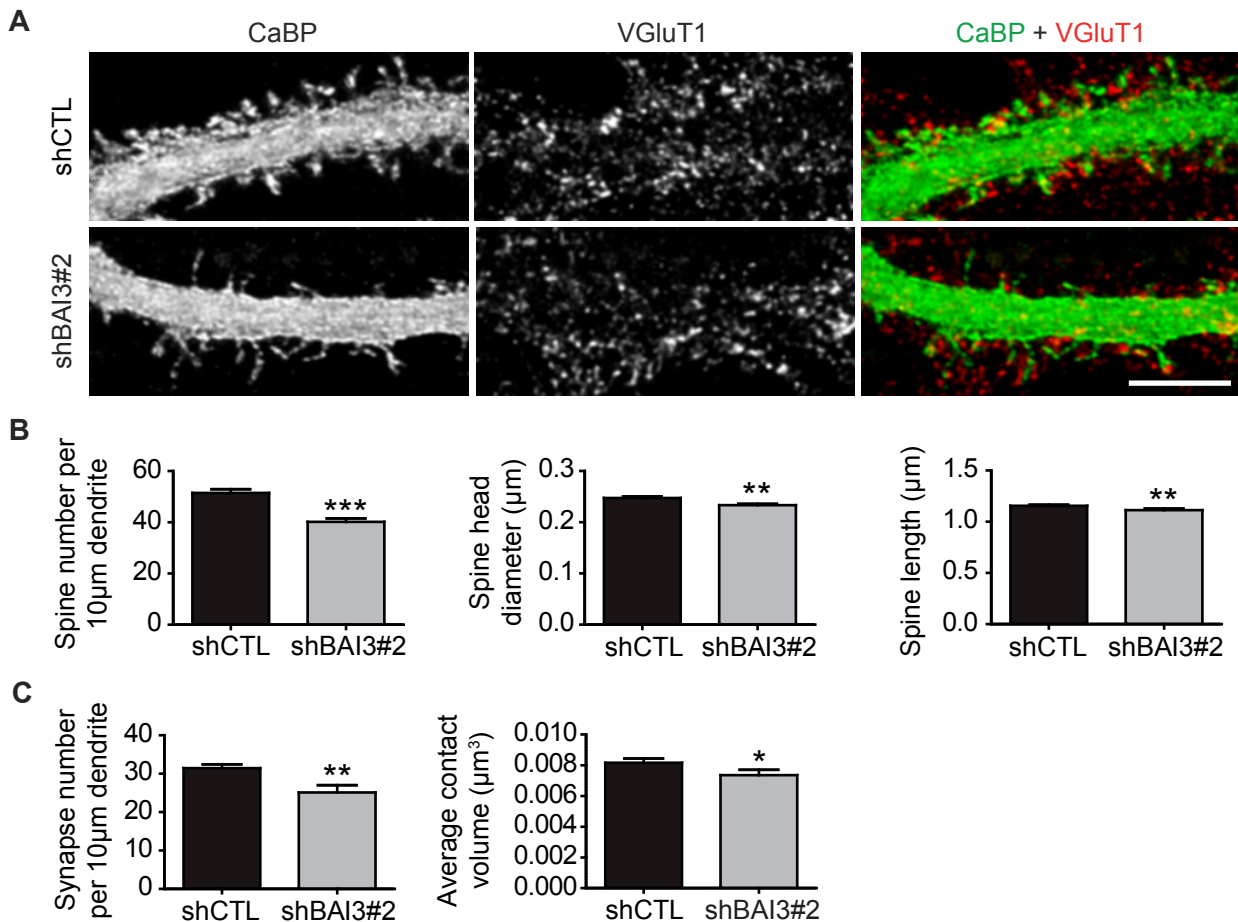 A
CaBP
VGluT1
CaBP + VGluT1
shCTL
shBAI3#2
B
Spine number per
10µm dendrite
60
40
20
0
***
shCTL
shBAI3#2
Spine head
diameter (µm)
0.3
0.2
0.1
0.0
**
shCTL
shBAI3#2
Spine length (µm)
1.5
1.0
0.5
0.0
**
shCTL
shBAI3#2
C
Synapse number
per 10µm dendrite
40
30
20
10
0
**
shCTL
shBAI3#2
Average contact
volume (µm³)
0.010
0.008
0.006
0.004
0.002
0.000
*
shCTL
shBAI3#2